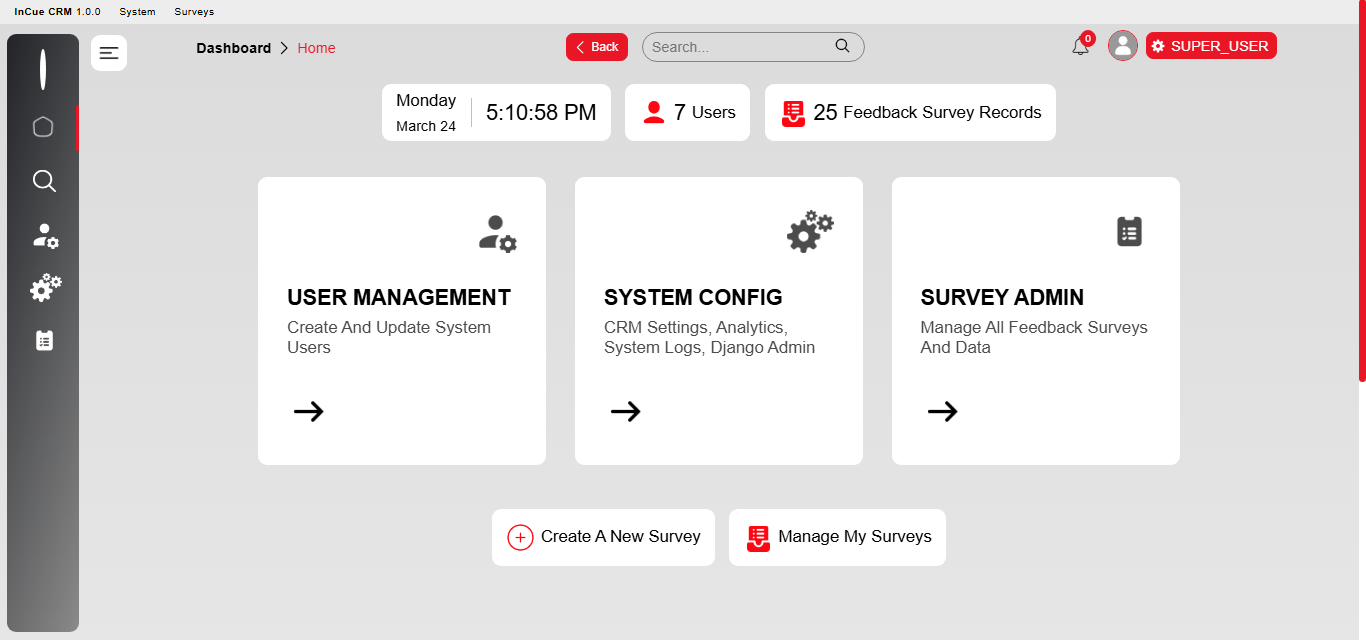 InCue CRM 1.0.0 System Surveys
Dashboard Home
Back
Search...
0
SUPER_USER
Monday
March 24
5:10:58 PM
7 Users
25 Feedback Survey Records
USER MANAGEMENT
Create And Update System
Users
SYSTEM CONFIG
CRM Settings, Analytics,
System Logs, Django Admin
SURVEY ADMIN
Manage All Feedback Surveys
And Data
Create A New Survey
Manage My Surveys